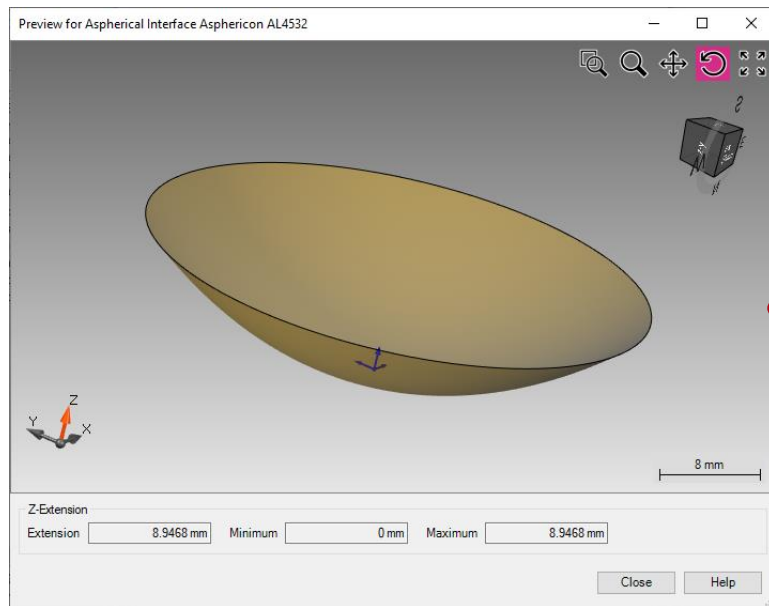 Preview for Aspherical Interface Asphericon AL4532
Z
Y
X
8 mm
Z-Extension
Extension 8.9468 mm Minimum 0 mm Maximum 8.9468 mm
Close Help